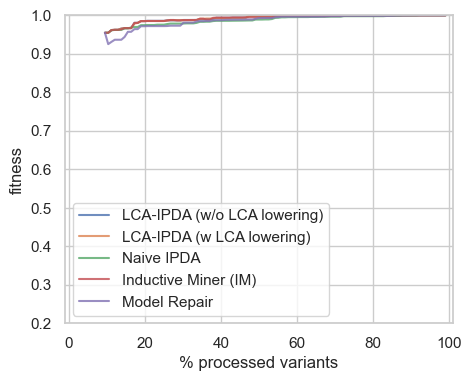 1.0
0.9
0.8
0.7
0.6
0.5
0.4
0.3
0.2
fitness
LCA-IPDA (w/o LCA lowering)
LCA-IPDA (w LCA lowering)
Naive IPDA
Inductive Miner (IM)
Model Repair
0 20 40 60 80 100
% processed variants